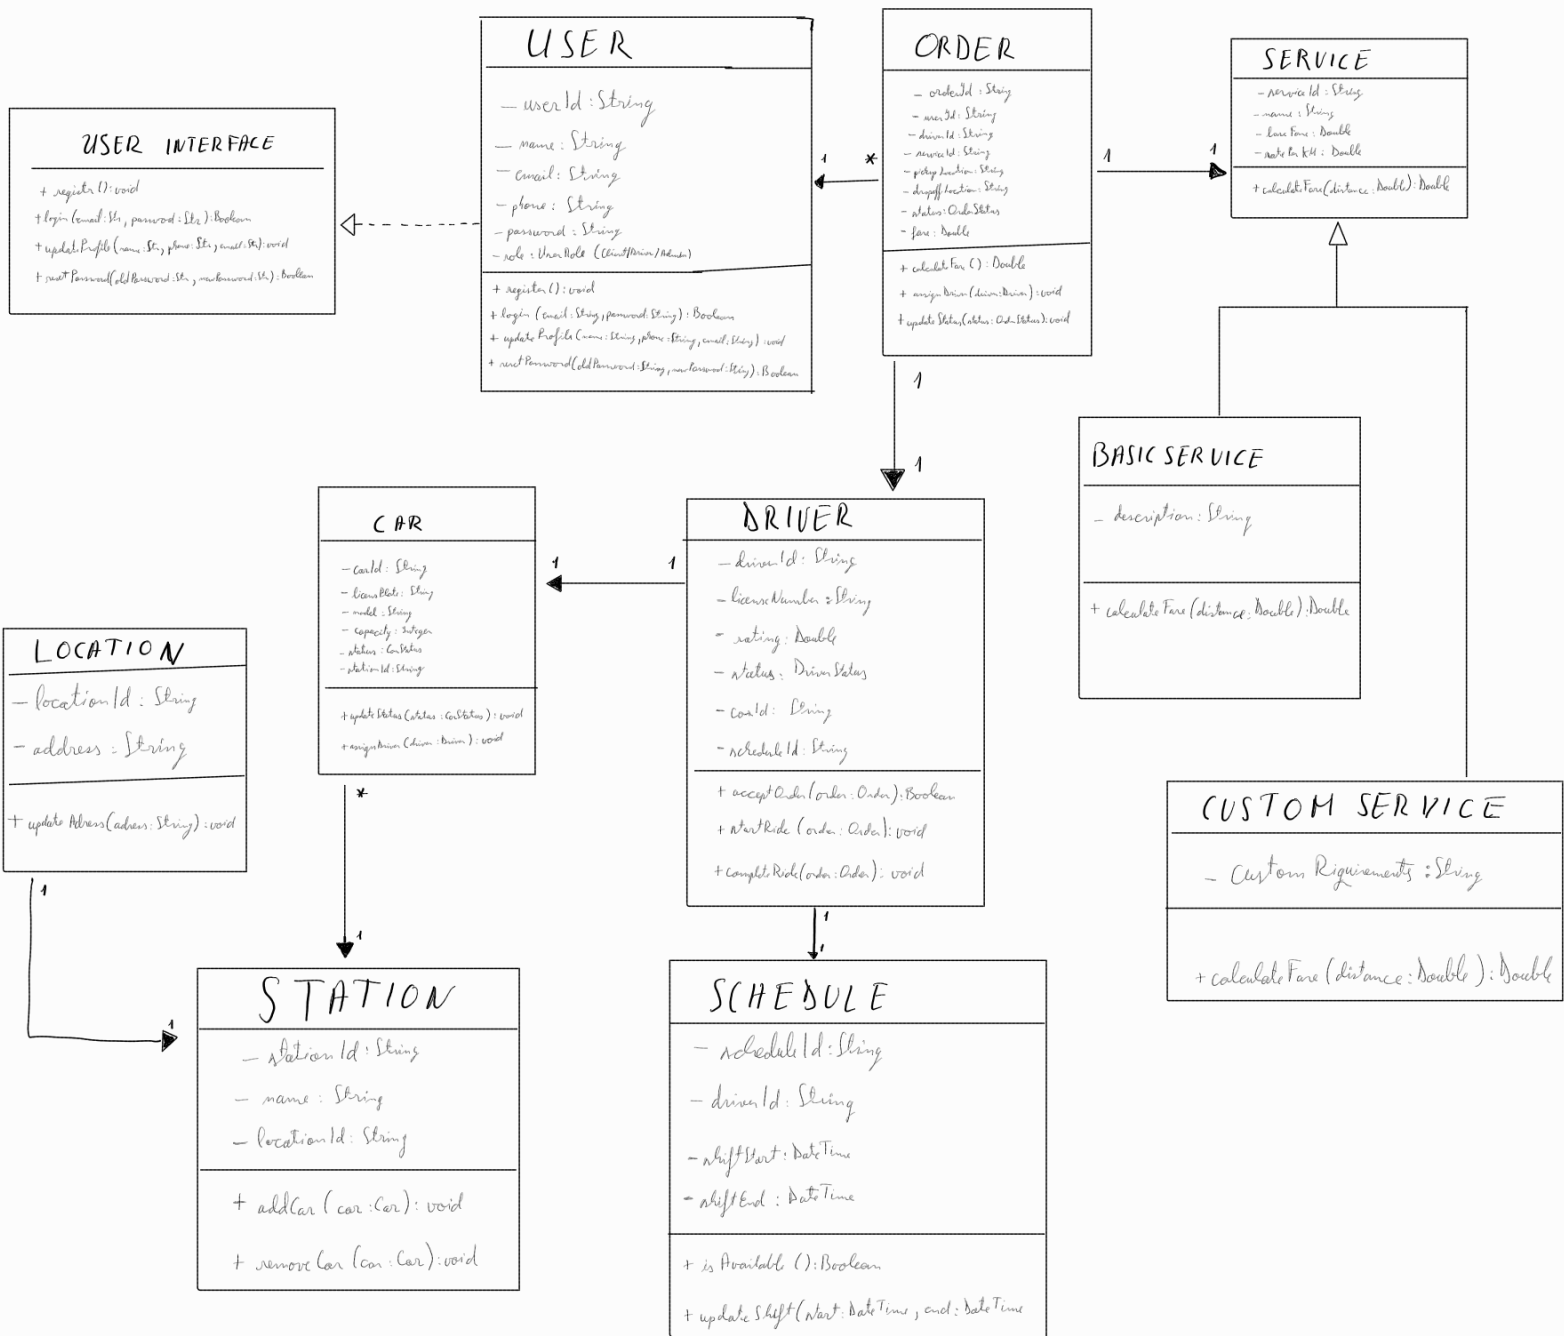 USER INTERFACE
+ registr(): void
+ login (email: Str, password: Str): Boolean
+ updateProfile (name: Str, phone: Str, email: Str): void
+ resetPassword(oldPassword: Str, newPassword: Str): Boolean
USER
- userId: String
- name: String
- email: String
- phone: String
- password: String
- role: UserRole (Client/Driver/Admin)
+ register(): void
+ login (email: String, password: String): Boolean
+ updateProfile (name: String, phone: String, email: String): void
+ resetPassword(oldPassword: String, newPassword: String): Boolean
1
*
ORDER
- orderId: String
- userId: String
- driverId: String
- serviceId: String
- pickupLocation: String
- dropoffLocation: String
- status: OrderStatus
- fare: Double
+ calculateFare(): Double
+ assignDriver(driver: Driver): void
+ updateStatus(status: OrderStatus): void
1
1
SERVICE
- serviceId: String
- name: String
- baseFare: Double
- ratePerKM: Double
+ calculateFare(distance: Double): Double
1
1
BASIC SERVICE
- description: String
+ calculateFare(distance: Double): Double
CUSTOM SERVICE
- Custom Riguirements: String
+ calculateFare(distance: Double): Double
CAR
- carId: String
- licensPlate: String
- model: String
- capacity: Integer
- status: CarStatus
- stationId: String
+ updateStatus(status: CarStatus): void
+ assignDriver(driver: Driver): void
1
1
DRIVER
- driverId: String
- licenseNumber: String
- rating: Double
- status: DriverStatus
- carId: String
- scheduleId: String
+ acceptOrder(order: Order): Boolean
+ startRide (order: Order): void
+ completeRide(order: Order): void
LOCATION
- locationId: String
- address: String
+ updateAdress(adress: String): void
1
1
*
1
1
1
STATION
- stationId: String
- name: String
- locationId: String
+ addCar (car: Car): void
+ removeCar (car: Car): void
SCHEDULE
- scheduleId: String
- driverId: String
- shiftStart: DateTime
- shiftEnd: DateTime
+ isAvailable(): Boolean
+ updateShift(start: DateTime, end: DateTime